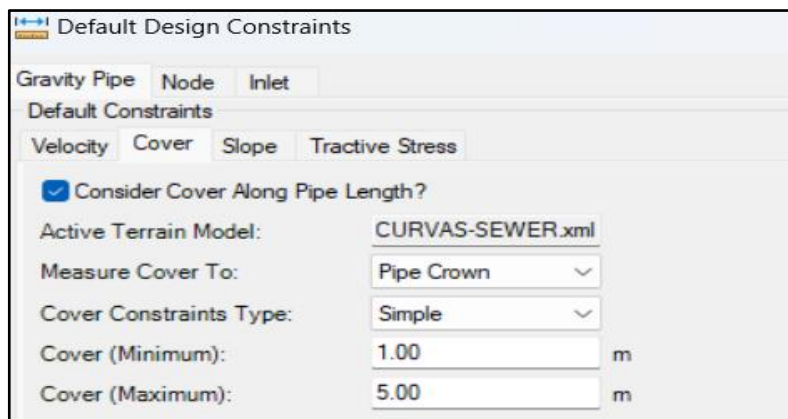 Default Design Constraints
Gravity Pipe Node Inlet
Default Constraints
Velocity Cover Slope Tractive Stress
Consider Cover Along Pipe Length?
Active Terrain Model: CURVAS-SEWER.xml
Measure Cover To: Pipe Crown
Cover Constraints Type: Simple
Cover (Minimum): 1.00 m
Cover (Maximum): 5.00 m